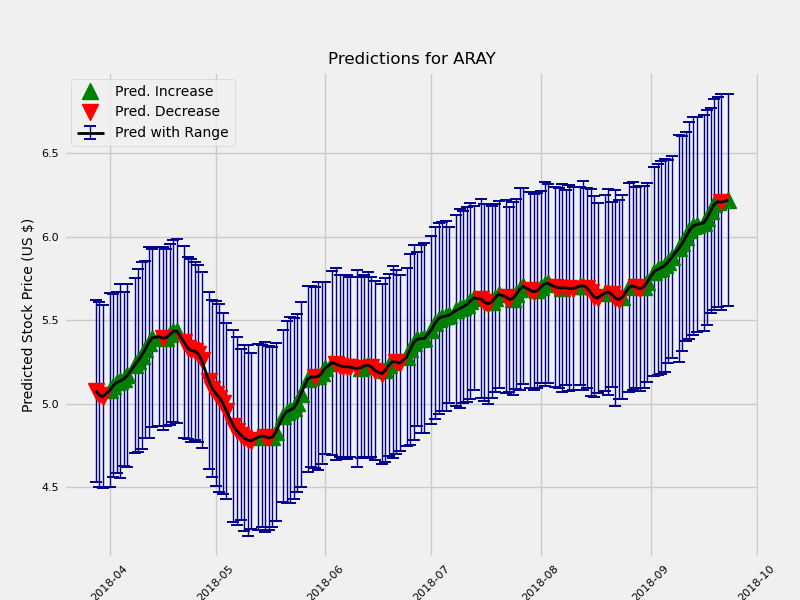 Predictions for ARAY
Pred. Increase
Pred. Decrease
Pred with Range
Predicted Stock Price (US $)
6.5
6.0
5.5
5.0
4.5
2018-04
2018-05
2018-06
2018-07
2018-08
2018-09
2018-10